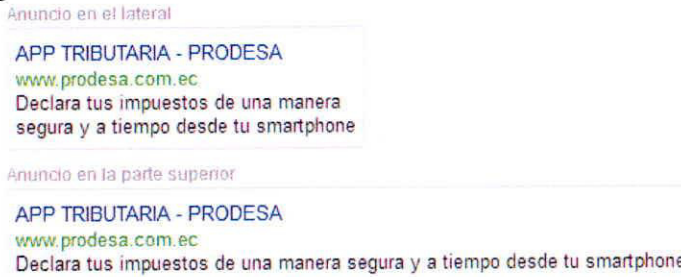 Anuncio en el lateral
APP TRIBUTARIA - PRODESA
www.prodesa.com.ec
Declara tus impuestos de una manera
segura y a tiempo desde tu smartphone
Anuncio en la parte superior
APP TRIBUTARIA - PRODESA
www.prodesa.com.ec
Declara tus impuestos de una manera segura y a tiempo desde tu smartphone